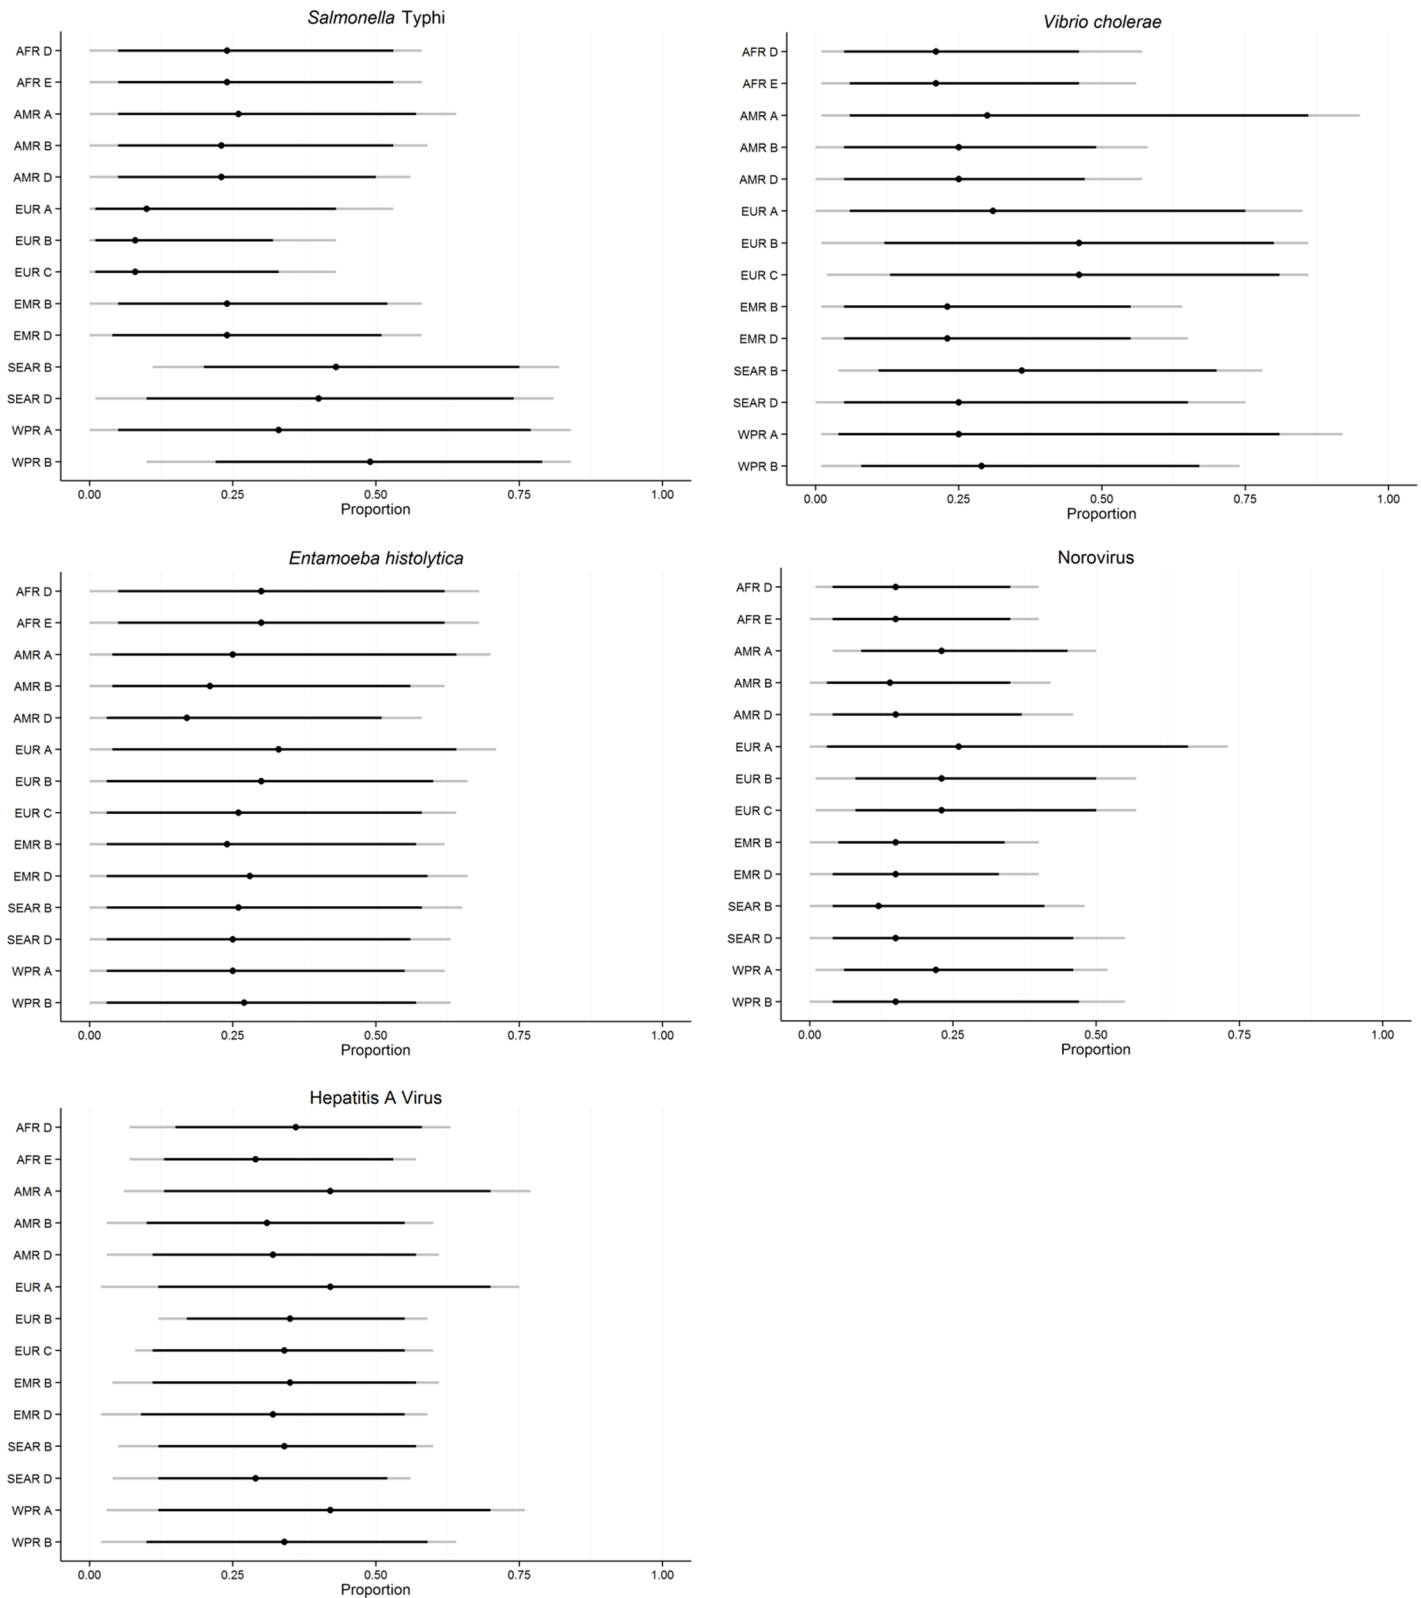 Salmonella Typhi
AFR D
AFR E
AMR A
AMR B
AMR D
EUR A
EUR B
EUR C
EMR B
EMR D
SEAR B
SEAR D
WPR A
WPR B
0.00 0.25 0.50 0.75 1.00
Proportion
Vibrio cholerae
AFR D
AFR E
AMR A
AMR B
AMR D
EUR A
EUR B
EUR C
EMR B
EMR D
SEAR B
SEAR D
WPR A
WPR B
0.00 0.25 0.50 0.75 1.00
Proportion
Entamoeba histolytica
AFR D
AFR E
AMR A
AMR B
AMR D
EUR A
EUR B
EUR C
EMR B
EMR D
SEAR B
SEAR D
WPR A
WPR B
0.00 0.25 0.50 0.75 1.00
Proportion
Norovirus
AFR D
AFR E
AMR A
AMR B
AMR D
EUR A
EUR B
EUR C
EMR B
EMR D
SEAR B
SEAR D
WPR A
WPR B
0.00 0.25 0.50 0.75 1.00
Proportion
Hepatitis A Virus
AFR D
AFR E
AMR A
AMR B
AMR D
EUR A
EUR B
EUR C
EMR B
EMR D
SEAR B
SEAR D
WPR A
WPR B
0.00 0.25 0.50 0.75 1.00
Proportion